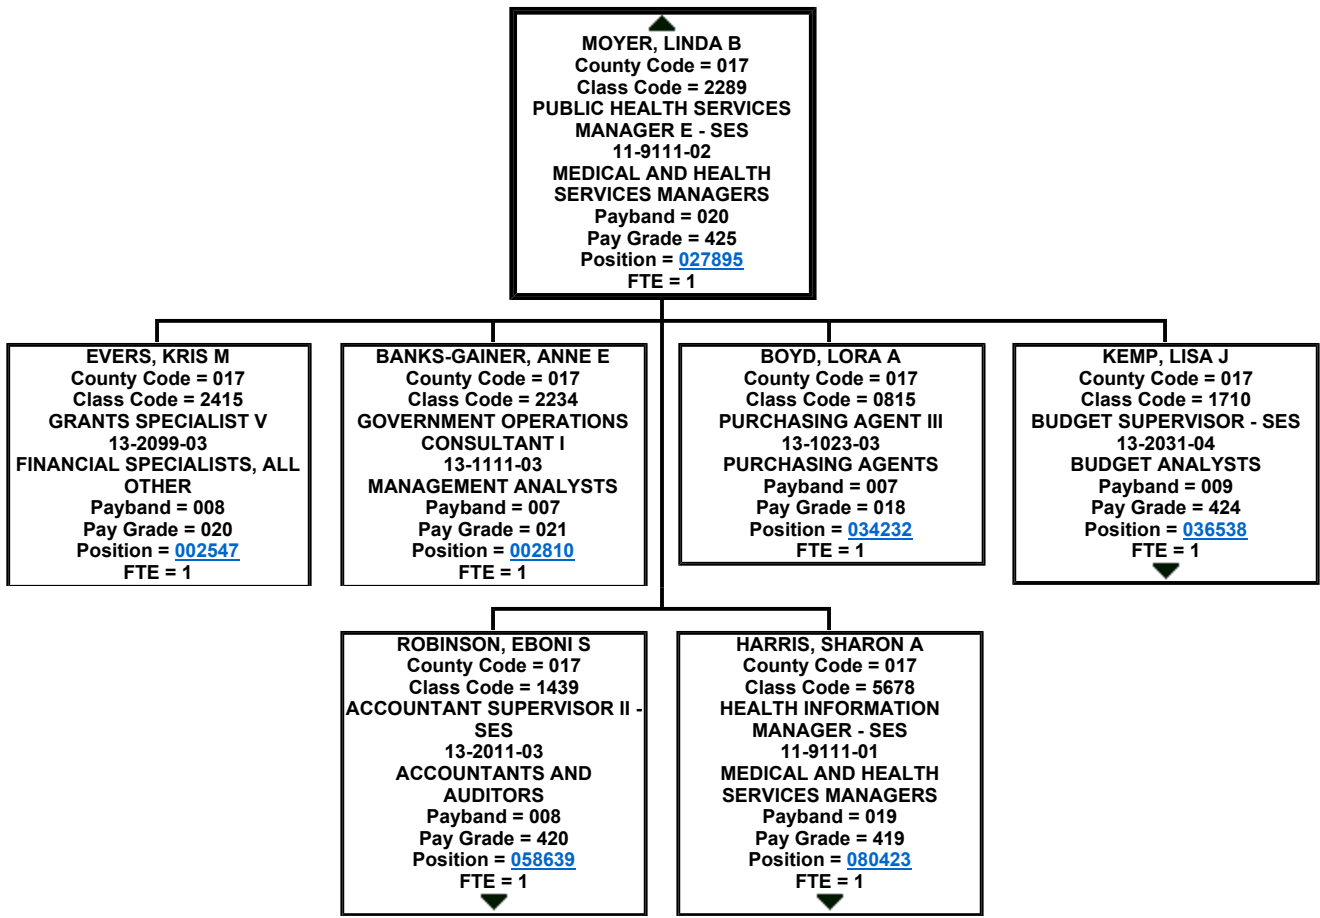 MOYER, LINDA B
County Code = 017
Class Code = 2289
PUBLIC HEALTH SERVICES
MANAGER E - SES
11-9111-02
MEDICAL AND HEALTH
SERVICES MANAGERS
Payband = 020
Pay Grade = 425
Position = 027895
FTE = 1
EVERS, KRIS M
County Code = 017
Class Code = 2415
GRANTS SPECIALIST V
13-2099-03
FINANCIAL SPECIALISTS, ALL
OTHER
Payband = 008
Pay Grade = 020
Position = 002547
FTE = 1
BANKS-GAINER, ANNE E
County Code = 017
Class Code = 2234
GOVERNMENT OPERATIONS
CONSULTANT I
13-1111-03
MANAGEMENT ANALYSTS
Payband = 007
Pay Grade = 021
Position = 002810
FTE = 1
BOYD, LORA A
County Code = 017
Class Code = 0815
PURCHASING AGENT III
13-1023-03
PURCHASING AGENTS
Payband = 007
Pay Grade = 018
Position = 034232
FTE = 1
KEMP, LISA J
County Code = 017
Class Code = 1710
BUDGET SUPERVISOR - SES
13-2031-04
BUDGET ANALYSTS
Payband = 009
Pay Grade = 424
Position = 036538
FTE = 1
ROBINSON, EBONI S
County Code = 017
Class Code = 1439
ACCOUNTANT SUPERVISOR II -
SES
13-2011-03
ACCOUNTANTS AND
AUDITORS
Payband = 008
Pay Grade = 420
Position = 058639
FTE = 1
HARRIS, SHARON A
County Code = 017
Class Code = 5678
HEALTH INFORMATION
MANAGER - SES
11-9111-01
MEDICAL AND HEALTH
SERVICES MANAGERS
Payband = 019
Pay Grade = 419
Position = 080423
FTE = 1